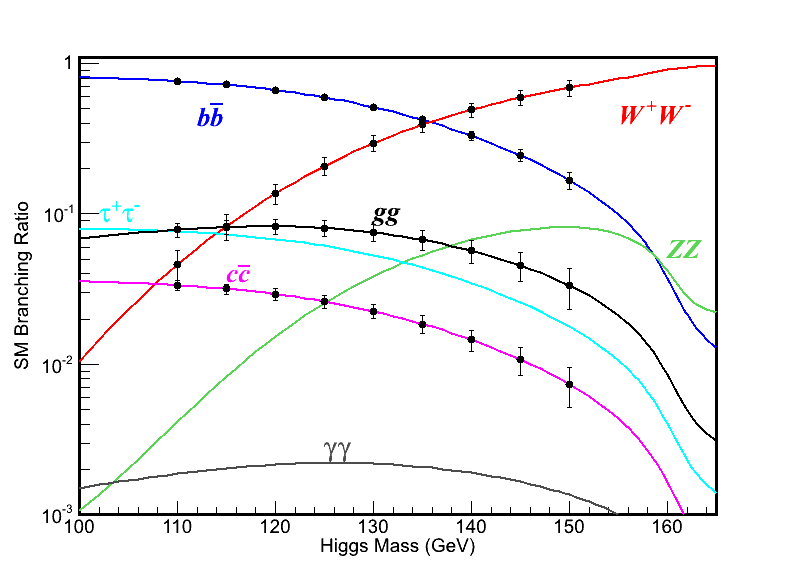 1
bb̅
W⁺W⁻
τ⁺τ⁻
gg
10⁻¹
ZZ
cc̅
SM Branching Ratio
10⁻²
γγ
10⁻³
100 110 120 130 140 150 160
Higgs Mass (GeV)